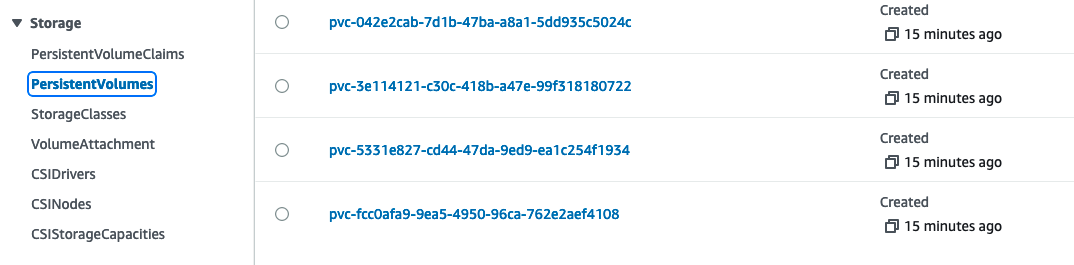 Storage
PersistentVolumeClaims
PersistentVolumes
StorageClasses
VolumeAttachment
CSIDrivers
CSINodes
CSIStorageCapacities
pvc-042e2cab-7d1b-47ba-a8a1-5dd935c5024c
Created
15 minutes ago
pvc-3e114121-c30c-418b-a47e-99f318180722
Created
15 minutes ago
pvc-5331e827-cd44-47da-9ed9-ea1c254f1934
Created
15 minutes ago
pvc-fcc0afa9-9ea5-4950-96ca-762e2aef4108
Created
15 minutes ago